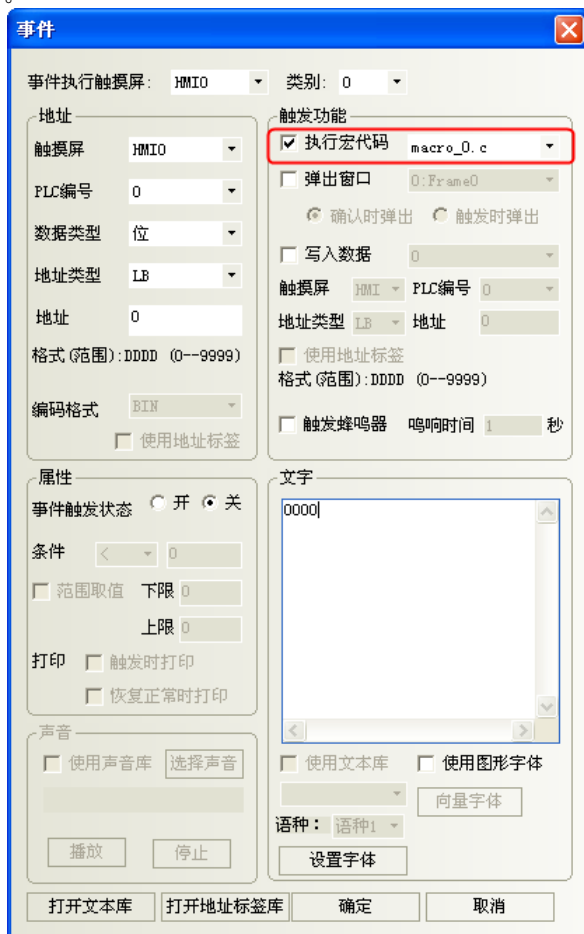 。
事件
事件执行触摸屏: HMI0 类别: 0
地址
触摸屏 HMI0
PLC编号 0
数据类型 位
地址类型 LB
地址 0
格式(范围):DDDD (0--9999)
编码格式 BIN
使用地址标签
触发功能
执行宏代码 macro_0.c
弹出窗口 0:Frame0
确认时弹出 触发时弹出
写入数据 0
触摸屏 HMI PLC编号 0
地址类型 LB 地址 0
使用地址标签
格式(范围):DDDD (0--9999)
触发蜂鸣器 鸣响时间 1 秒
属性
事件触发状态 开 关
条件 < 0
范围取值 下限 0
上限 0
打印 触发时打印
恢复正常时打印
文字
0000
声音
使用声音库 选择声音
播放 停止
使用文本库 使用图形字体
向量字体
语种: 语种1
设置字体
打开文本库 打开地址标签库 确定 取消